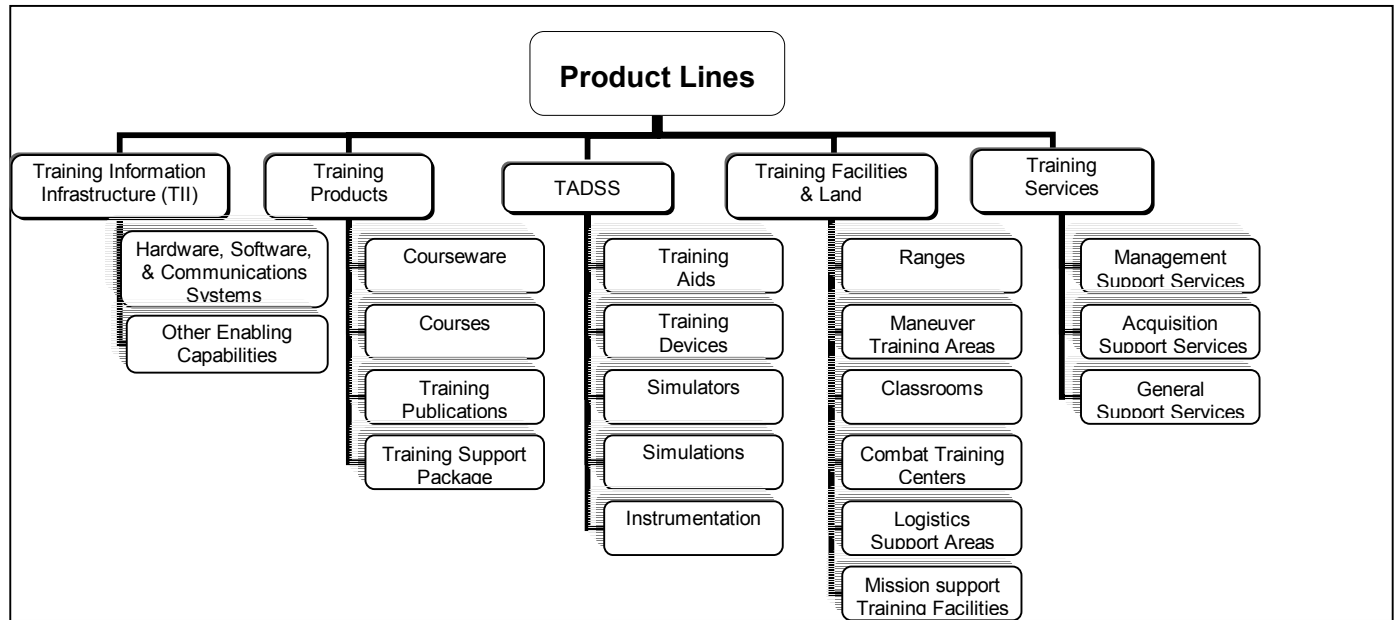 Product Lines
Training Information
Infrastructure (TII)
Hardware, Software,
& Communications
Systems
Other Enabling
Capabilities
Training
Products
Courseware
Courses
Training
Publications
Training Support
Package
TADSS
Training
Aids
Training
Devices
Simulators
Simulations
Instrumentation
Training Facilities
& Land
Ranges
Maneuver
Training Areas
Classrooms
Combat Training
Centers
Logistics
Support Areas
Mission support
Training Facilities
Training
Services
Management
Support Services
Acquisition
Support Services
General
Support Services